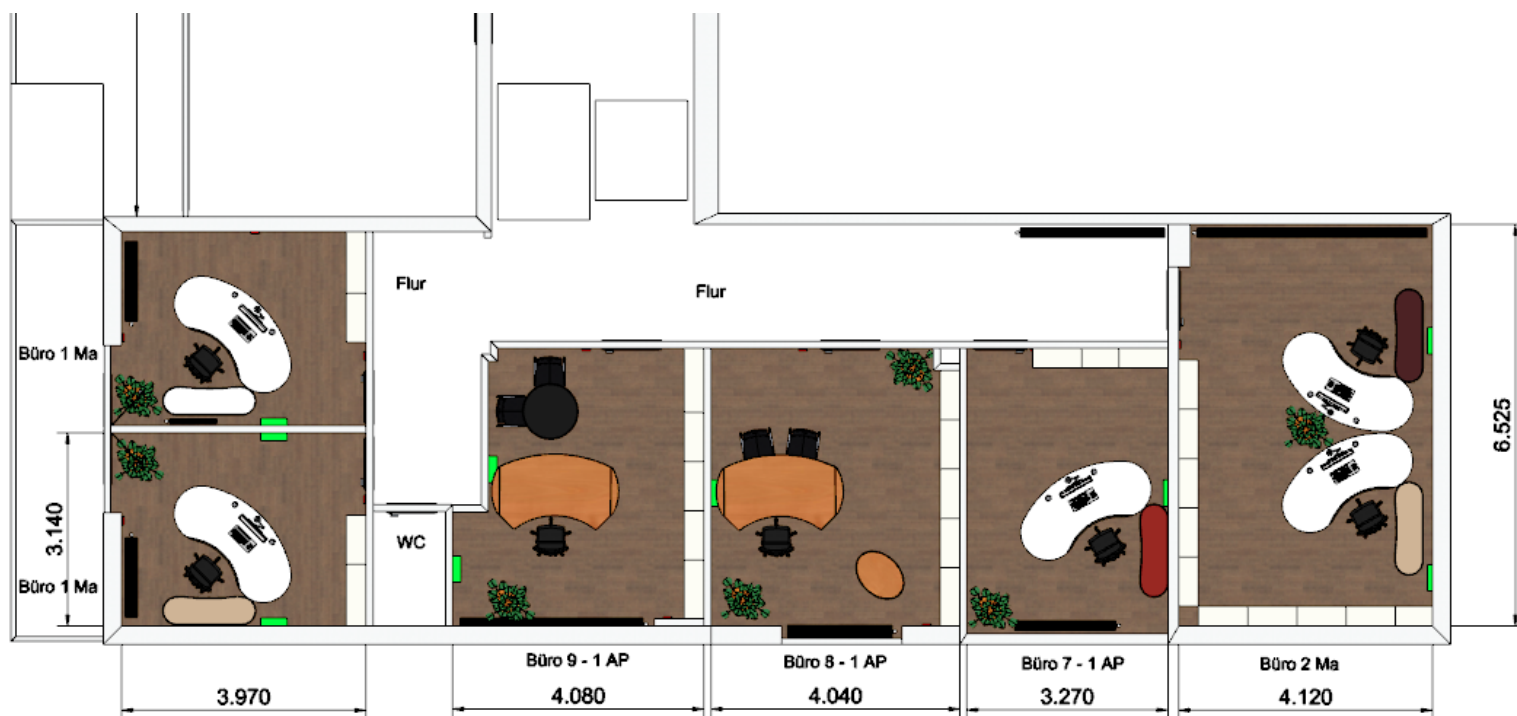 Flur
Flur
Büro 1 Ma
6.525
3.140
WC
Büro 1 Ma
Büro 9 - 1 AP
Büro 8 - 1 AP
Büro 7 - 1 AP
Büro 2 Ma
3.970
4.080
4.040
3.270
4.120